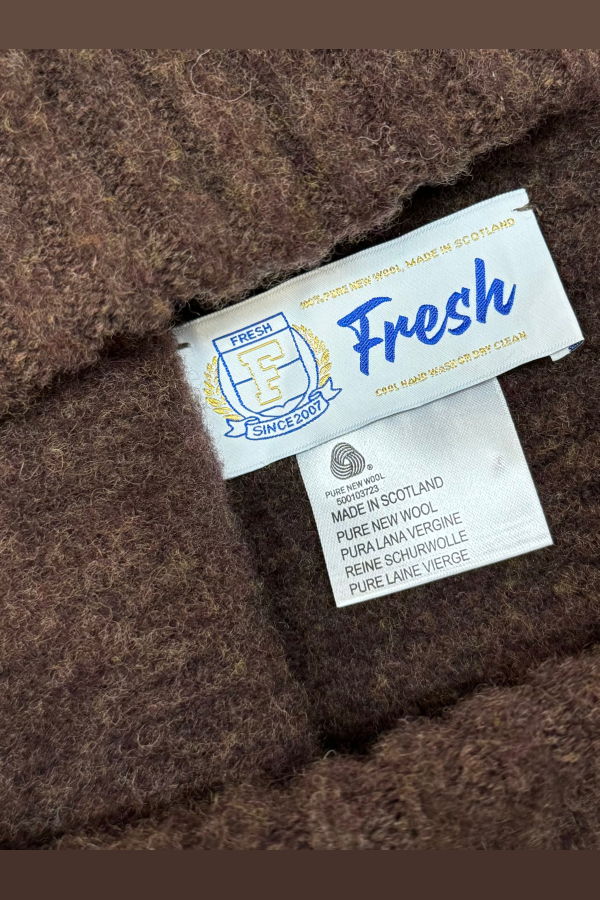 100% PURE NEW WOOL, MADE IN SCOTLAND
Fresh
COOL HAND WASH OR DRY CLEAN
FRESH
F
SINCE 2007
®
PURE NEW WOOL
500103723
MADE IN SCOTLAND
PURE NEW WOOL
PURA LANA VERGINE
REINE SCHURWOLLE
PURE LAINE VIERGE